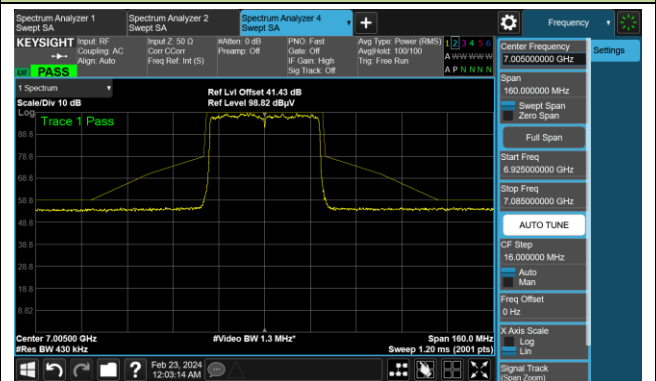 Spectrum Analyzer 1
Swept SA
Spectrum Analyzer 2
Swept SA
Spectrum Analyzer 4
Swept SA
Frequency
KEYSIGHT
Input: RF
Coupling: AC
Align: Auto
Input Z: 50 Ω
Corr CCorr
Freq Ref: Int (S)
#Atten: 0 dB
Preamp: Off
PNO: Fast
Gate: Off
IF Gain: High
Sig Track: Off
Avg Type: Power (RMS)
Avg|Hold: 100/100
Trig: Free Run
1 2 3 4 5 6
A W W W W W
A P N N N N
PASS
1 Spectrum
Scale/Div 10 dB
Ref Lvl Offset 41.43 dB
Ref Level 98.82 dBµV
Log
Trace 1 Pass
88.8
78.8
68.8
58.8
48.8
38.8
28.8
18.8
8.82
Center 7.00500 GHz
#Res BW 430 kHz
#Video BW 1.3 MHz*
Span 160.0 MHz
Sweep 1.20 ms (2001 pts)
Feb 23, 2024
12:03:14 AM
Center Frequency
7.005000000 GHz
Settings
Span
160.000000 MHz
Swept Span
Zero Span
Full Span
Start Freq
6.925000000 GHz
Stop Freq
7.085000000 GHz
AUTO TUNE
CF Step
16.000000 MHz
Auto
Man
Freq Offset
0 Hz
X Axis Scale
Log
Lin
Signal Track
(Span Zoom)